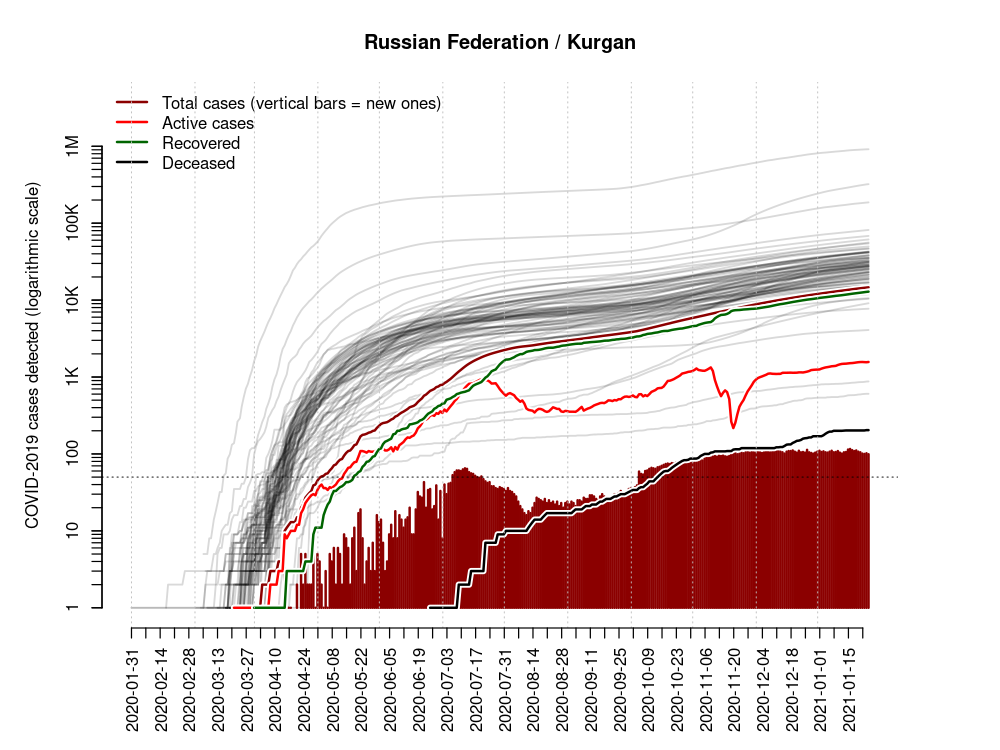 Russian Federation / Kurgan
Total cases (vertical bars = new ones)
Active cases
Recovered
Deceased
COVID-2019 cases detected (logarithmic scale)
1M
100K
10K
1K
100
10
1
2020-01-31
2020-02-14
2020-02-28
2020-03-13
2020-03-27
2020-04-10
2020-04-24
2020-05-08
2020-05-22
2020-06-05
2020-06-19
2020-07-03
2020-07-17
2020-07-31
2020-08-14
2020-08-28
2020-09-11
2020-09-25
2020-10-09
2020-10-23
2020-11-06
2020-11-20
2020-12-04
2020-12-18
2021-01-01
2021-01-15